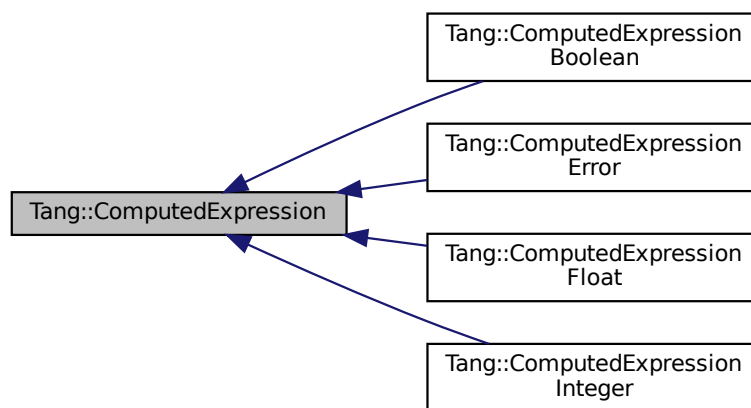 Tang::ComputedExpression
Boolean
Tang::ComputedExpression
Error
Tang::ComputedExpression
Tang::ComputedExpression
Float
Tang::ComputedExpression
Integer